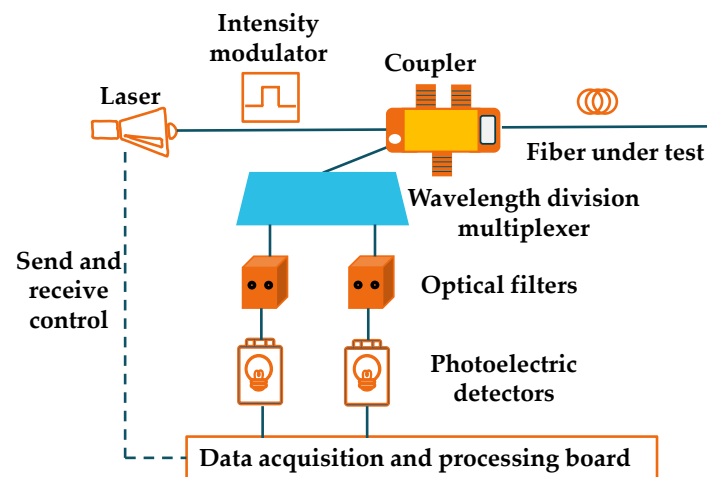 Intensity
modulator
Coupler
Laser
Fiber under test
Wavelength division
multiplexer
Send and
receive
control
Optical filters
Photoelectric
detectors
Data acquisition and processing board